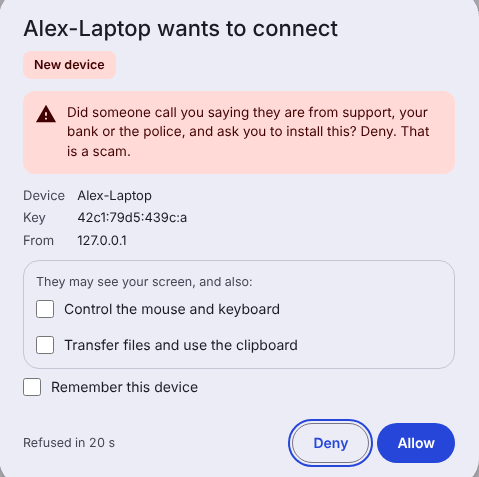 Alex-Laptop wants to connect
New device
Did someone call you saying they are from support, your
bank or the police, and ask you to install this? Deny. That
is a scam.
Device Alex-Laptop
Key 42c1:79d5:439c:a
From 127.0.0.1
They may see your screen, and also:
Control the mouse and keyboard
Transfer files and use the clipboard
Remember this device
Refused in 20 s
Deny
Allow